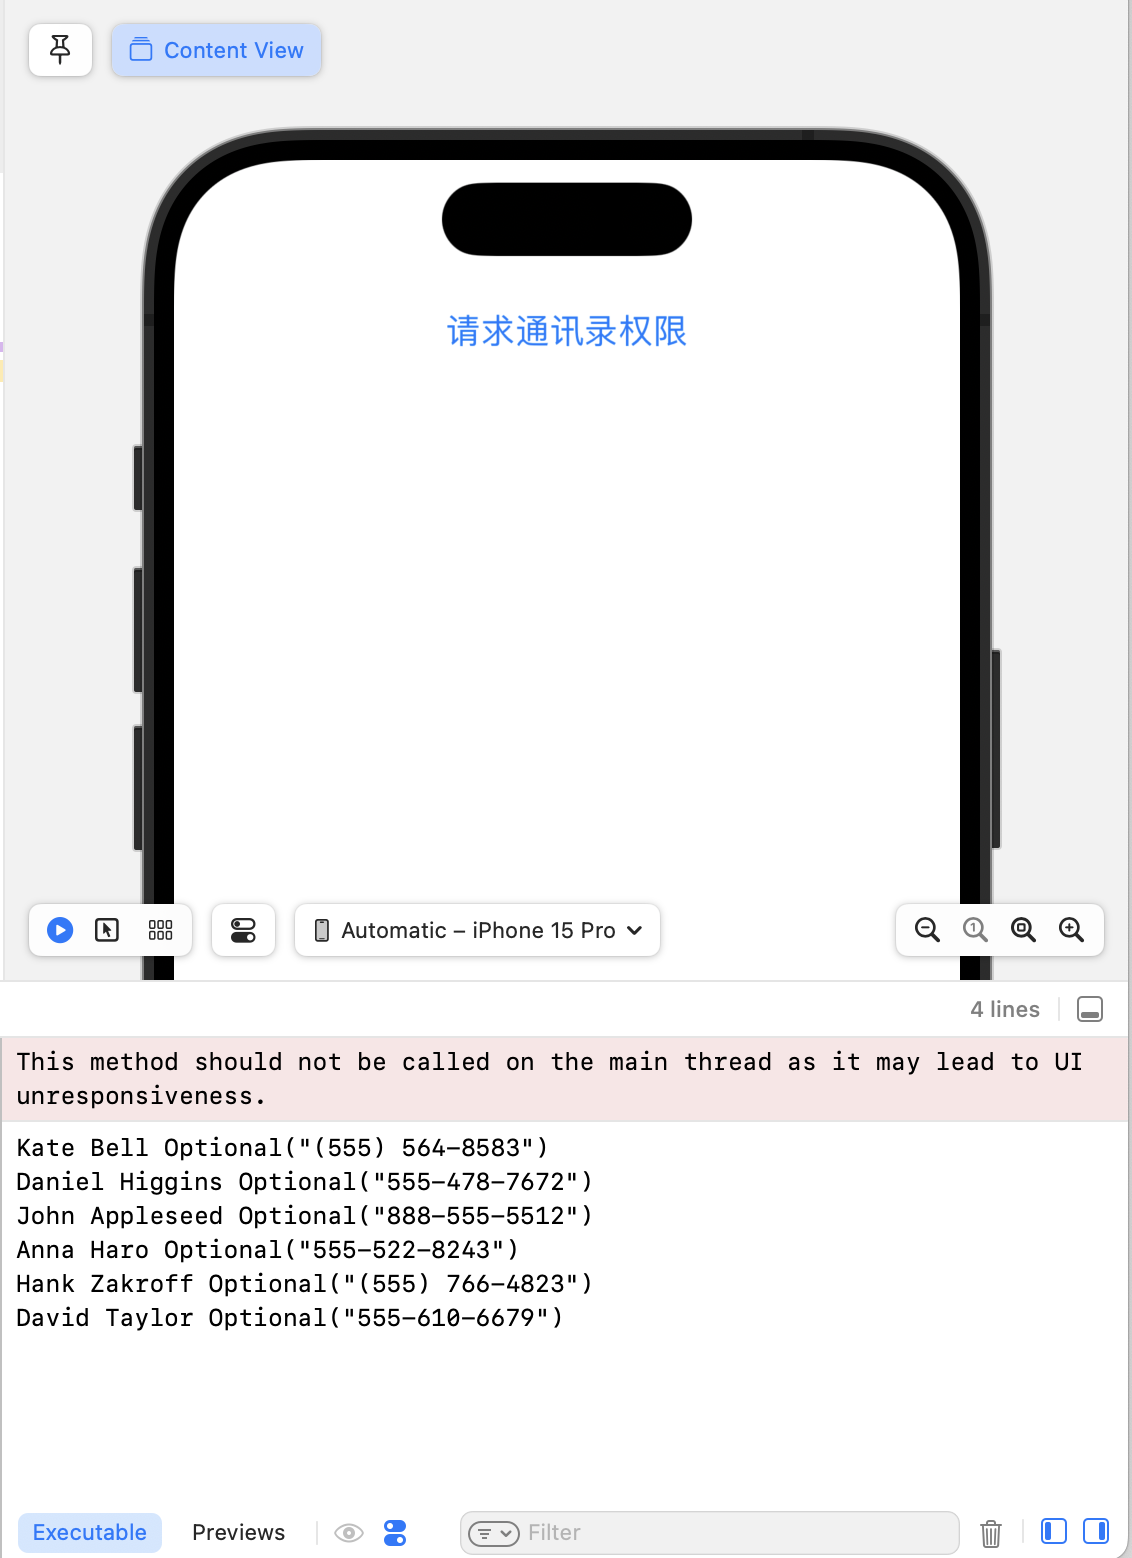 Content View
请求通讯录权限
Automatic – iPhone 15 Pro
4 lines
This method should not be called on the main thread as it may lead to UI
unresponsiveness.
Kate Bell Optional("(555) 564-8583")
Daniel Higgins Optional("555-478-7672")
John Appleseed Optional("888-555-5512")
Anna Haro Optional("555-522-8243")
Hank Zakroff Optional("(555) 766-4823")
David Taylor Optional("555-610-6679")
Executable Previews Filter